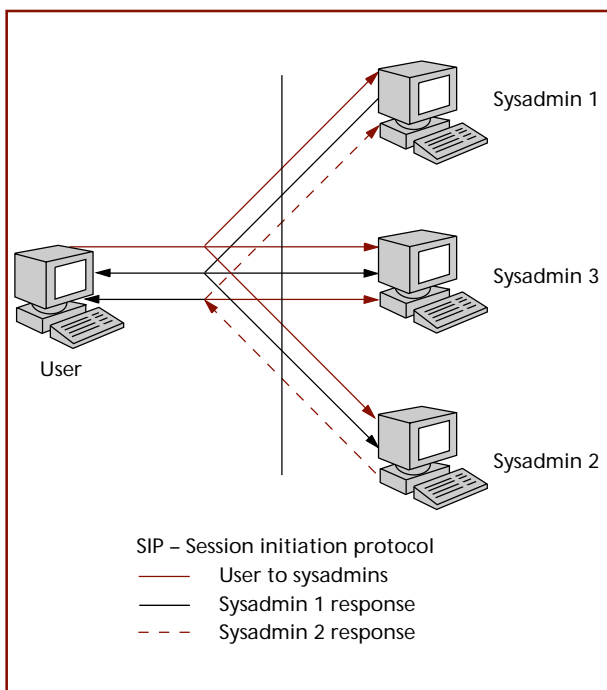 Sysadmin 1
Sysadmin 3
User
Sysadmin 2
SIP – Session initiation protocol
User to sysadmins
Sysadmin 1 response
Sysadmin 2 response